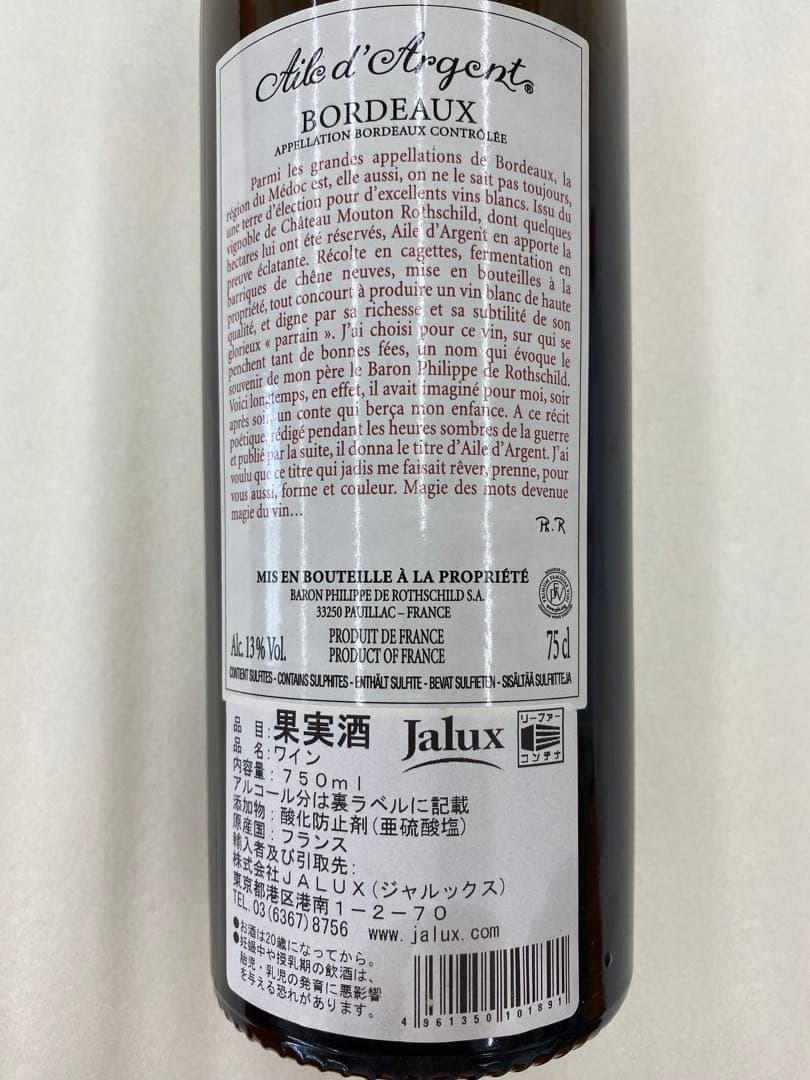 Aile d'Argent®
BORDEAUX
APPELLATION BORDEAUX CONTRÔLÉE
Parmi les grandes appellations de Bordeaux, la
région du Médoc est, elle aussi, on ne le sait pas toujours,
une terre d'élection pour d'excellents vins blancs. Issu du
vignoble de Château Mouton Rothschild, dont quelques
hectares lui ont été réservés, Aile d'Argent en apporte la
preuve éclatante. Récolte en cagettes, fermentation en
barriques de chêne neuves, mise en bouteilles à la
propriété, tout concourt à produire un vin blanc de haute
qualité, et digne par sa richesse et sa subtilité de son
glorieux « parrain ». J'ai choisi pour ce vin, sur qui se
penchent tant de bonnes fées, un nom qui évoque le
souvenir de mon père le Baron Philippe de Rothschild.
Voici longtemps, en effet, il avait imaginé pour moi, soir
après soir, un conte qui berça mon enfance. A ce récit
poétique, rédigé pendant les heures sombres de la guerre
et publié par la suite, il donna le titre d'Aile d'Argent. J'ai
voulu que ce titre qui jadis me faisait rêver, prenne, pour
vous aussi, forme et couleur. Magie des mots devenue
magie du vin...
Ph. R
MIS EN BOUTEILLE À LA PROPRIÉTÉ
BARON PHILIPPE DE ROTHSCHILD S.A.
33250 PAUILLAC – FRANCE
Alc. 13% Vol.
PRODUIT DE FRANCE
PRODUCT OF FRANCE
75 cl
CONTIENT SULFITES - CONTAINS SULPHITES - ENTHÄLT SULFITE - BEVAT SULFIETEN - SISÄLTÄÄ SULFIITTEJA
品目:果実酒
Jalux
リーファー
コンテナ
品名:ワイン
内容量:750ml
アルコール分は裏ラベルに記載
添加物:酸化防止剤(亜硫酸塩)
原産国:フランス
輸入者及び引取先:
株式会社JALUX(ジャルックス)
東京都港区港南1-2-70
TEL.03(6367)8756 www.jalux.com
●お酒は20歳になってから。
●妊娠中や授乳期の飲酒は、
胎児・乳児の発育に悪影響
を与える恐れがあります。
4 961350 101891